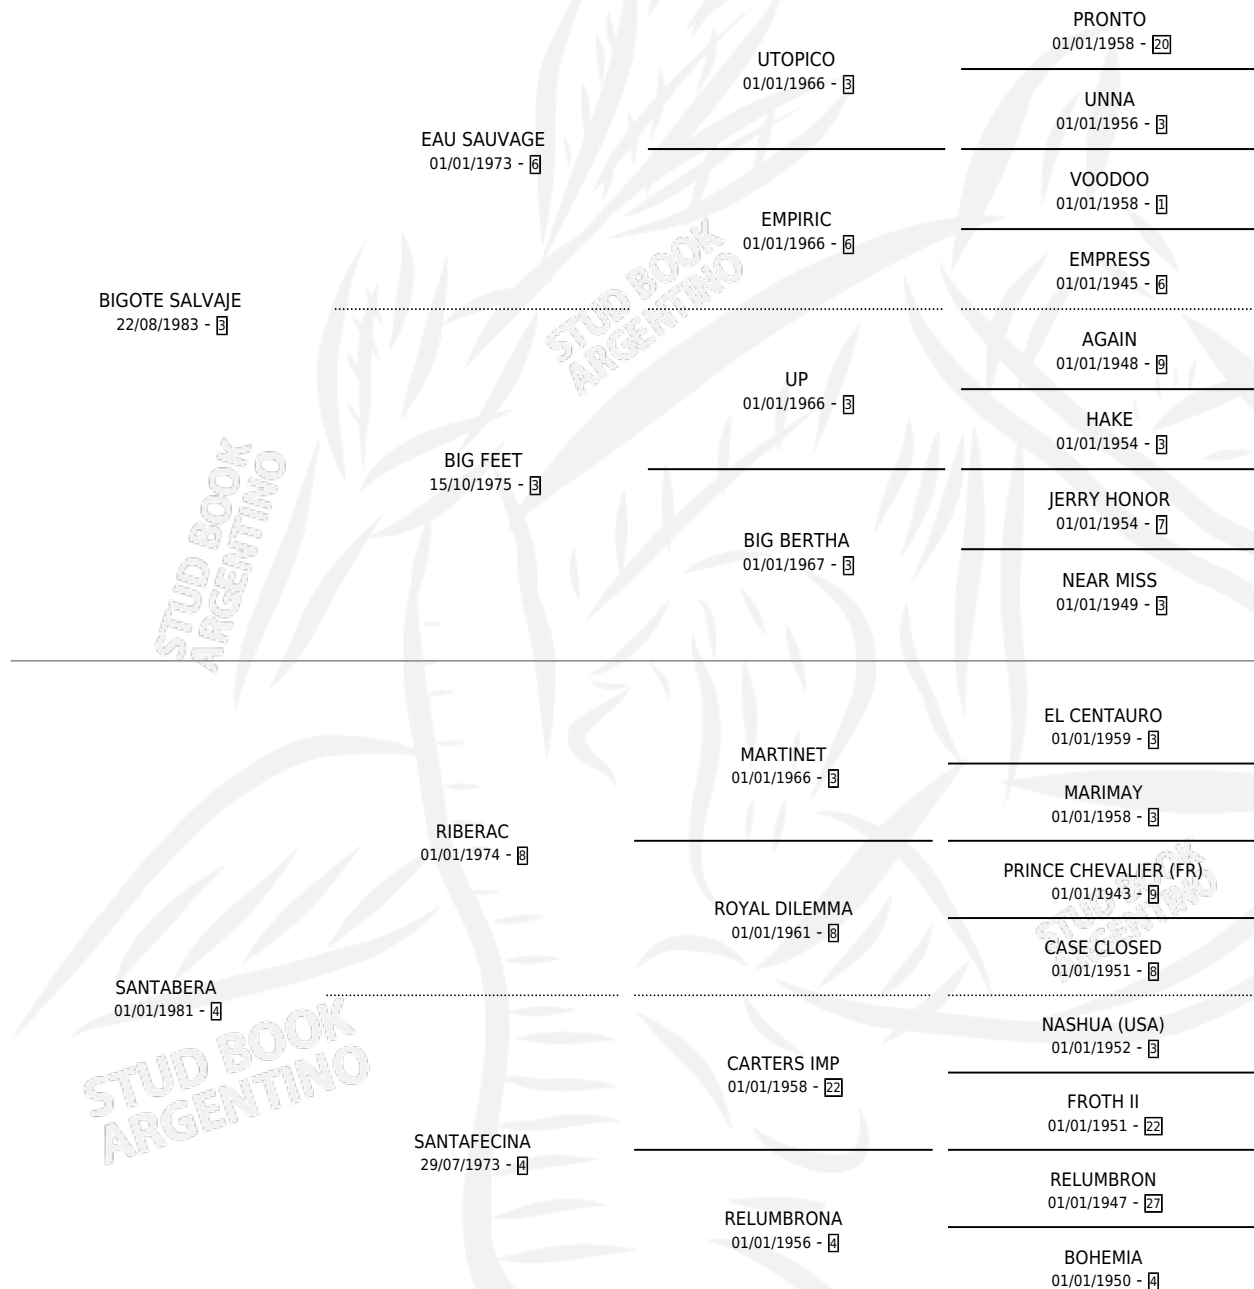 PRONTO
01/01/1958 - 20
UTOPICO
01/01/1966 - 3
UNNA
01/01/1956 - 3
EAU SAUVAGE
01/01/1973 - 6
VOODOO
01/01/1958 - 1
EMPIRIC
01/01/1966 - 6
EMPRESS
01/01/1945 - 6
BIGOTE SALVAJE
22/08/1983 - 3
STUD BOOK
ARGENTINO
AGAIN
01/01/1948 - 9
UP
01/01/1966 - 3
HAKE
01/01/1954 - 3
BIG FEET
15/10/1975 - 3
JERRY HONOR
01/01/1954 - 7
BIG BERTHA
01/01/1967 - 3
NEAR MISS
01/01/1949 - 3
STUD BOOK
ARGENTINO
EL CENTAURO
01/01/1959 - 3
MARTINET
01/01/1966 - 3
MARIMAY
01/01/1958 - 3
RIBERAC
01/01/1974 - 8
PRINCE CHEVALIER (FR)
01/01/1943 - 9
ROYAL DILEMMA
01/01/1961 - 8
STUD BOOK
ARGENTINO
CASE CLOSED
01/01/1951 - 8
SANTABERA
01/01/1981 - 4
STUD BOOK
ARGENTINO
NASHUA (USA)
01/01/1952 - 3
CARTERS IMP
01/01/1958 - 22
FROTH II
01/01/1951 - 22
SANTAFECINA
29/07/1973 - 4
RELUMBRON
01/01/1947 - 27
RELUMBRONA
01/01/1956 - 4
BOHEMIA
01/01/1950 - 4